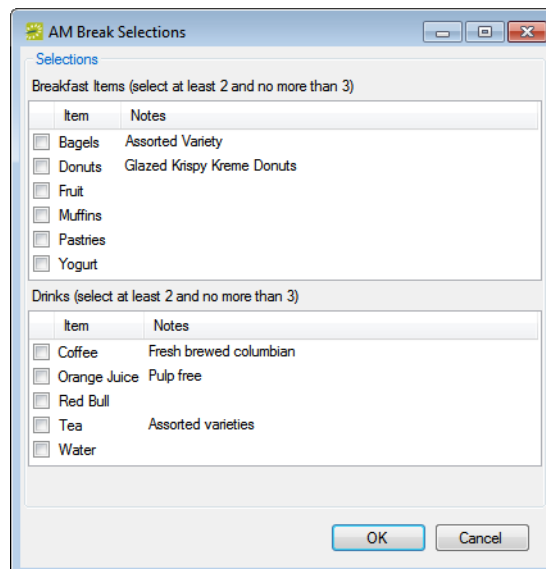 AM Break Selections
Selections
Breakfast Items (select at least 2 and no more than 3)
Item Notes
Bagels Assorted Variety
Donuts Glazed Krispy Kreme Donuts
Fruit
Muffins
Pastries
Yogurt
Drinks (select at least 2 and no more than 3)
Item Notes
Coffee Fresh brewed columbian
Orange Juice Pulp free
Red Bull
Tea Assorted varieties
Water
OK Cancel